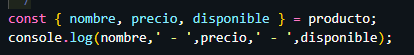 const { nombre, precio, disponible } = producto;
console.log(nombre,' - ',precio,' - ',disponible);